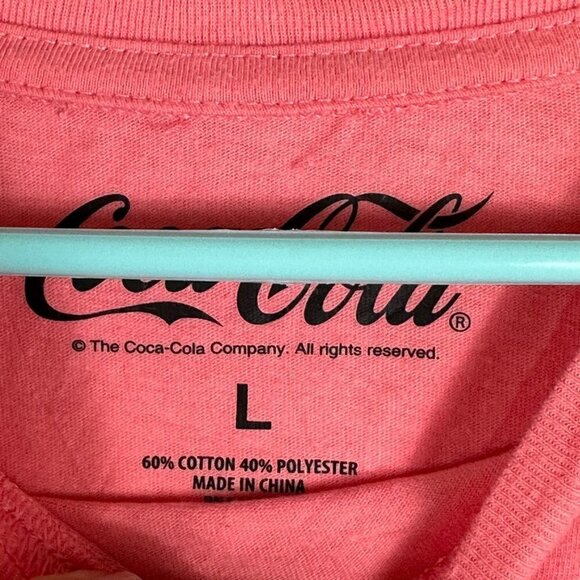 Coca-Cola®
© The Coca-Cola Company. All rights reserved.
L
60% COTTON 40% POLYESTER
MADE IN CHINA